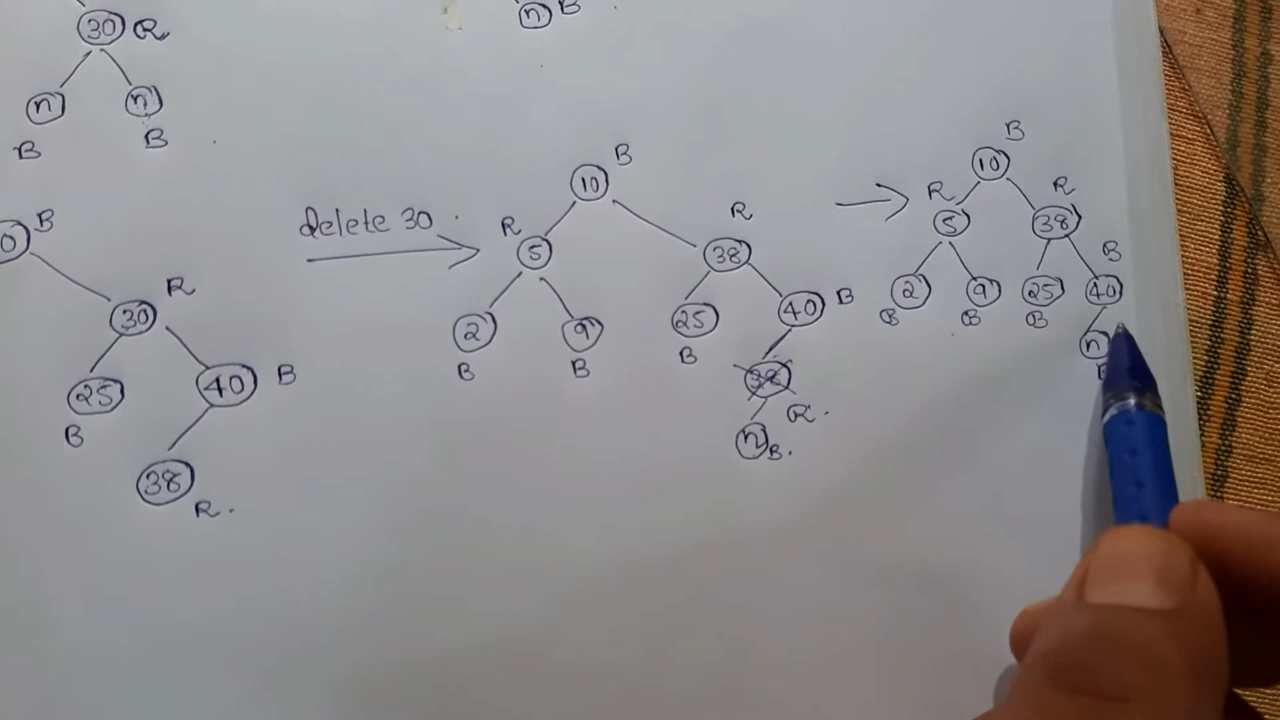 30 R
n n
B B
n B
0 B
30 R
25 40 B
B
38
R.
delete 30.
10 B
R 5 38 R
2 9 25 40 B
B B B
38
R.
n B.
B
10
R 5 38 R
2 9 25 40 B
B B B
n